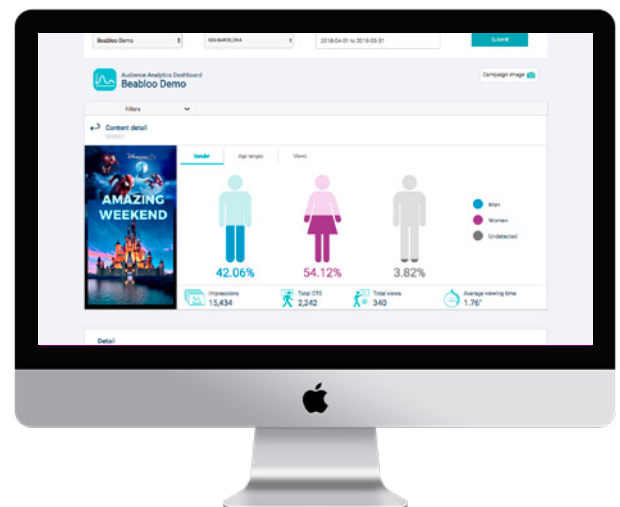 Beabloo Demo
2018-04-01 to 2018-05-31
Submit
Audience Analytics Dashboard
Beabloo Demo
Campaign image
Filters
Content detail
DISNEY
Gender Age ranges Views
Disneyland
AMAZING
WEEKEND
Man
Women
Undetected
42.06% 54.12% 3.82%
Impressions
15,434
Total OTS
2,242
Total views
340
Average viewing time
1.76"
Detail